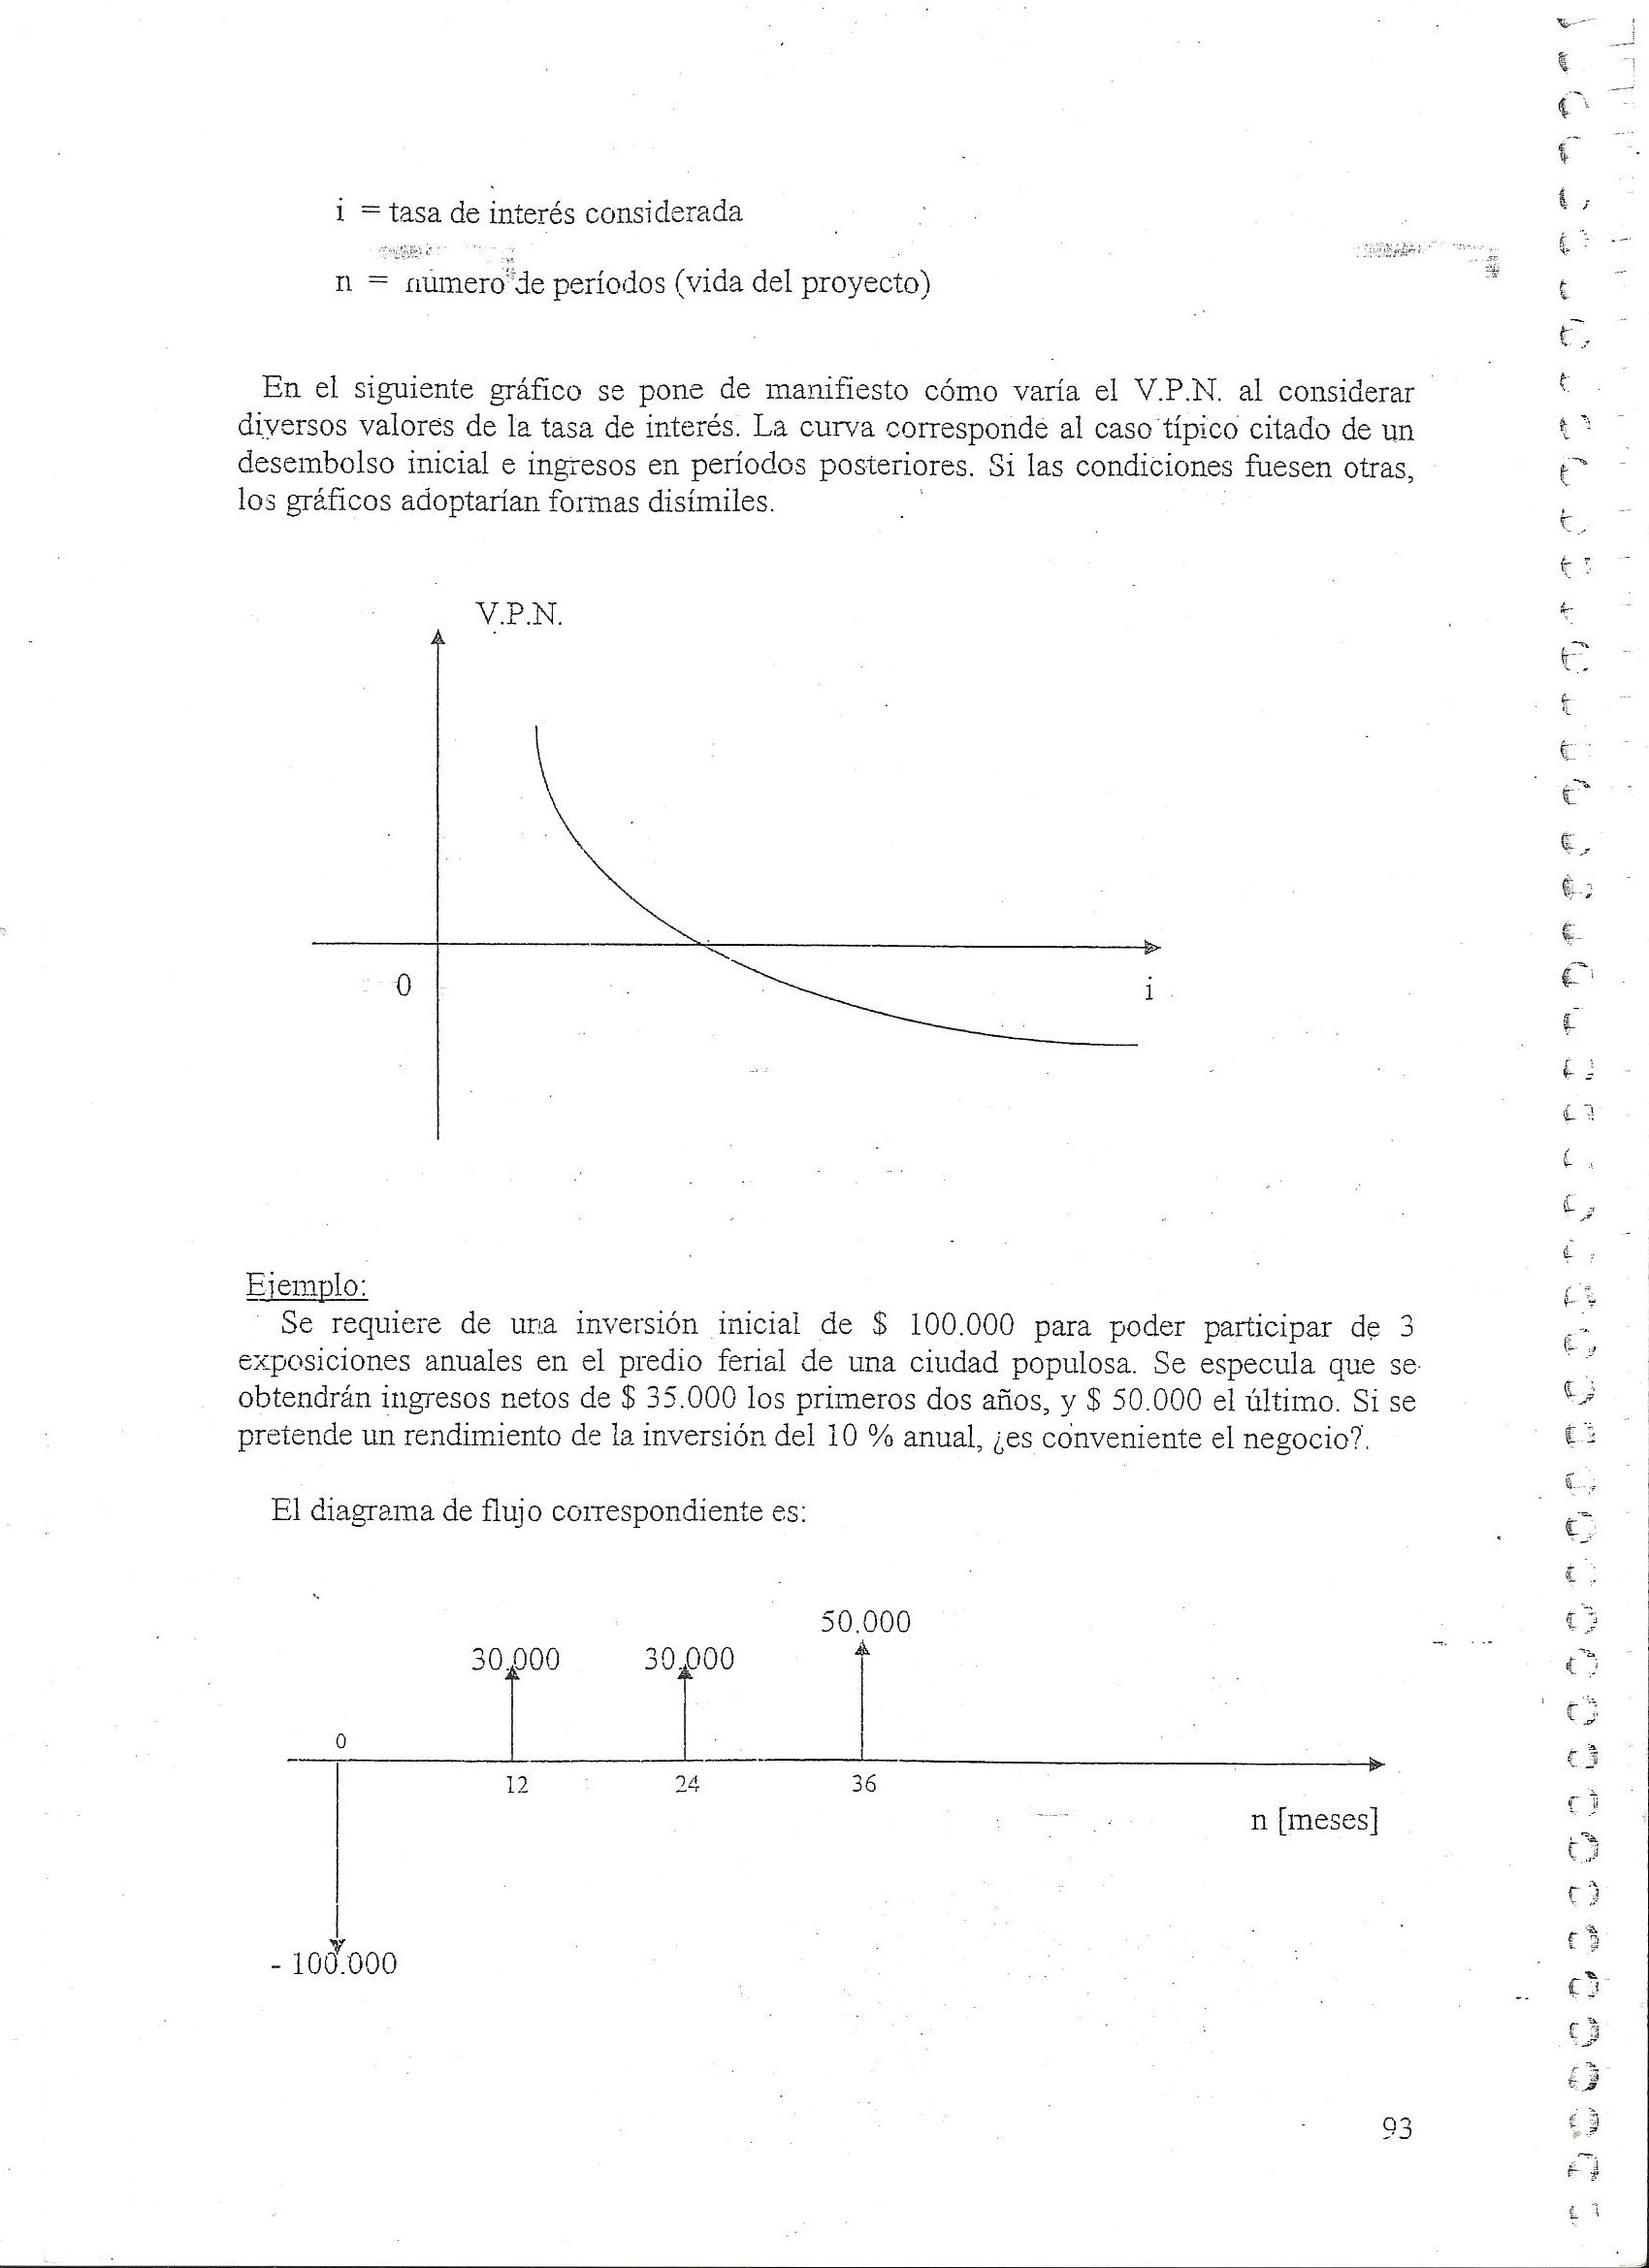 i = tasa de interés considerada
n = número de períodos (vida del proyecto)
En el siguiente gráfico se pone de manifiesto cómo varía el V.P.N. al considerar
diversos valores de la tasa de interés. La curva corresponde al caso típico citado de un
desembolso inicial e ingresos en períodos posteriores. Si las condiciones fuesen otras,
los gráficos adoptarían formas disímiles.
V.P.N.
0
i
Ejemplo:
Se requiere de una inversión inicial de $ 100.000 para poder participar de 3
exposiciones anuales en el predio ferial de una ciudad populosa. Se especula que se
obtendrán ingresos netos de $ 35.000 los primeros dos años, y $ 50.000 el último. Si se
pretende un rendimiento de la inversión del 10 % anual, ¿es conveniente el negocio?.
El diagrama de flujo correspondiente es:
50.000
30.000 30.000
0
12 24 36
n [meses]
- 100.000
93